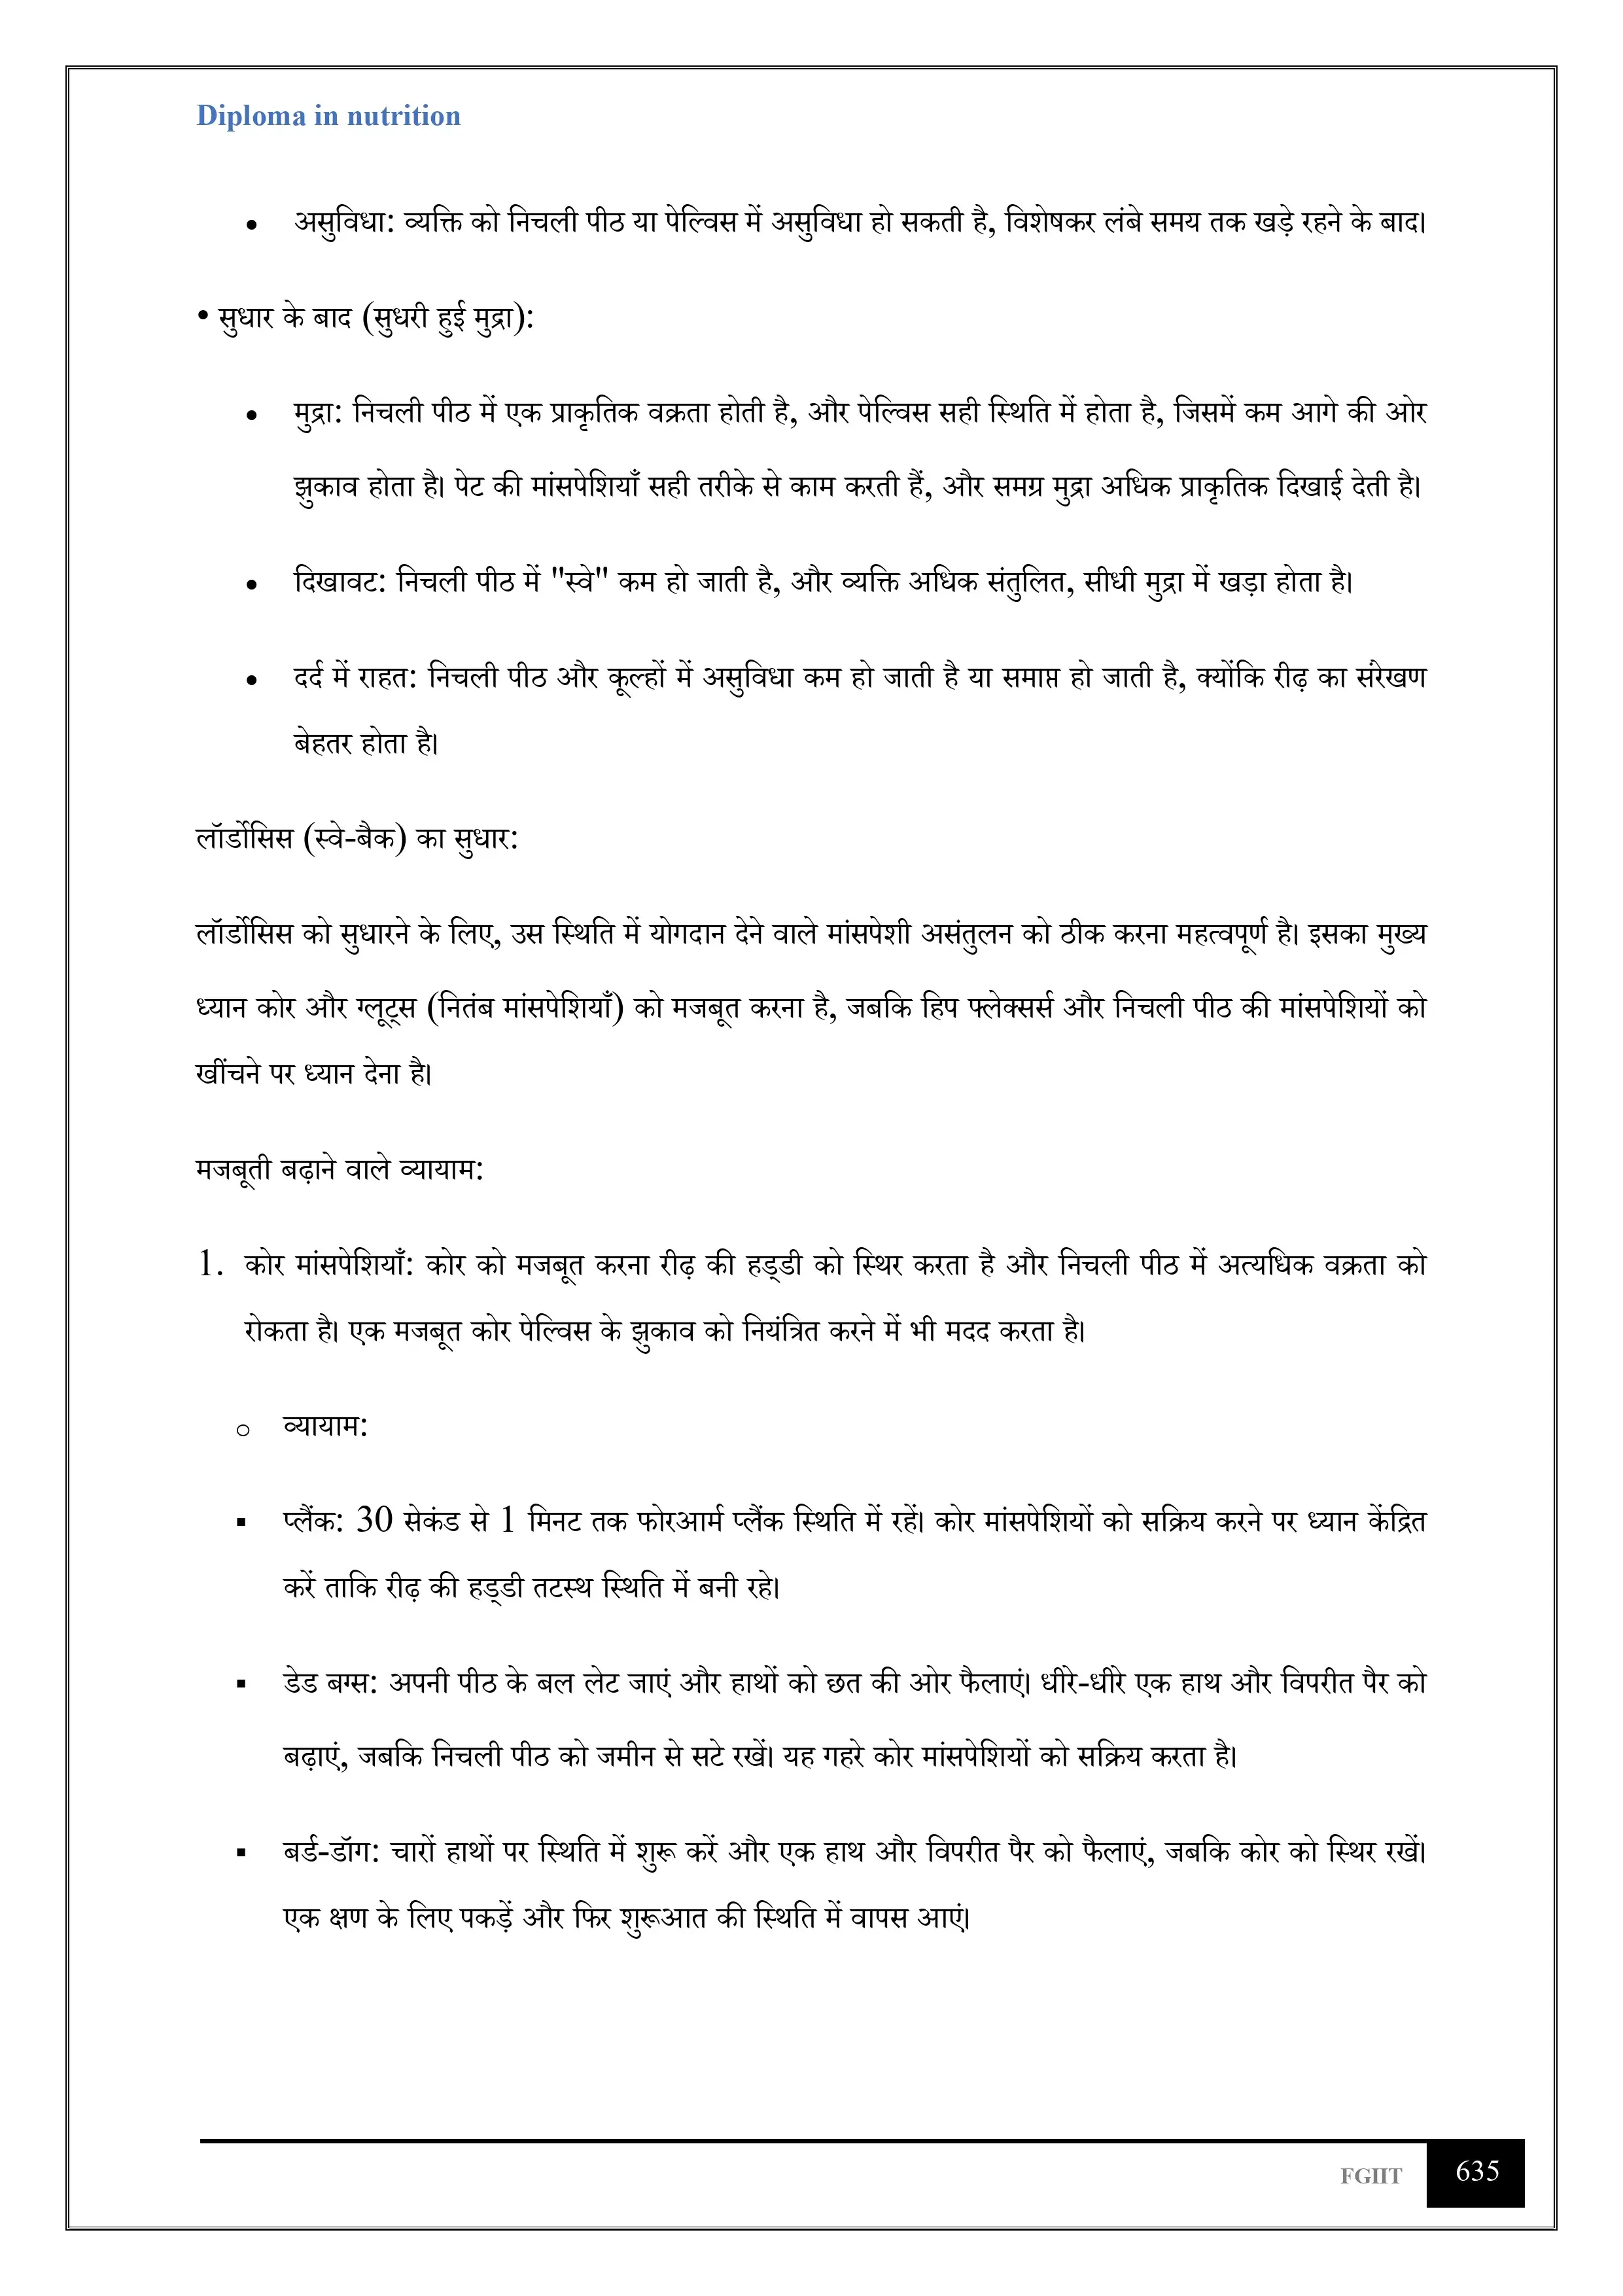 Diploma in nutrition
• असुविधा: व्यक्ति को निचली पीठ या पेल्विस में असुविधा हो सकती है, विशेषकर लंबे समय तक खड़े रहने के बाद।
• सुधार के बाद (सुधरी हुई मुद्रा):
• मुद्रा: निचली पीठ में एक प्राकृतिक वक्रता होती है, और पेल्विस सही स्थिति में होता है, जिसमें कम आगे की ओर
झुकाव होता है। पेट की मांसपेशियाँ सही तरीके से काम करती हैं, और समग्र मुद्रा अधिक प्राकृतिक दिखाई देती है।
• दिखावट: निचली पीठ में "स्वे" कम हो जाती है, और व्यक्ति अधिक संतुलित, सीधी मुद्रा में खड़ा होता है।
• दर्द में राहत: निचली पीठ और कूल्हों में असुविधा कम हो जाती है या समाप्त हो जाती है, क्योंकि रीढ़ का संरेखण
बेहतर होता है।
लॉर्डोसिस (स्वे-बैक) का सुधार:
लॉर्डोसिस को सुधारने के लिए, उस स्थिति में योगदान देने वाले मांसपेशी असंतुलन को ठीक करना महत्वपूर्ण है। इसका मुख्य
ध्यान कोर और ग्लूट्स (नितंब मांसपेशियाँ) को मजबूत करना है, जबकि हिप फ्लेक्सर्स और निचली पीठ की मांसपेशियों को
खींचने पर ध्यान देना है।
मजबूती बढ़ाने वाले व्यायाम:
1. कोर मांसपेशियाँ: कोर को मजबूत करना रीढ़ की हड्डी को स्थिर करता है और निचली पीठ में अत्यधिक वक्रता को
रोकता है। एक मजबूत कोर पेल्विस के झुकाव को नियंत्रित करने में भी मदद करता है।
o व्यायाम:
▪ प्लैंक: 30 सेकंड से 1 मिनट तक फोरआर्म प्लैंक स्थिति में रहें। कोर मांसपेशियों को सक्रिय करने पर ध्यान केंद्रित
करें ताकि रीढ़ की हड्डी तटस्थ स्थिति में बनी रहे।
▪ डेड बग्स: अपनी पीठ के बल लेट जाएं और हाथों को छत की ओर फैलाएं। धीरे-धीरे एक हाथ और विपरीत पैर को
बढ़ाएं, जबकि निचली पीठ को जमीन से सटे रखें। यह गहरे कोर मांसपेशियों को सक्रिय करता है।
▪ बर्ड-डॉग: चारों हाथों पर स्थिति में शुरू करें और एक हाथ और विपरीत पैर को फैलाएं, जबकि कोर को स्थिर रखें।
एक क्षण के लिए पकड़ें और फिर शुरूआत की स्थिति में वापस आएं।
FGIIT 635